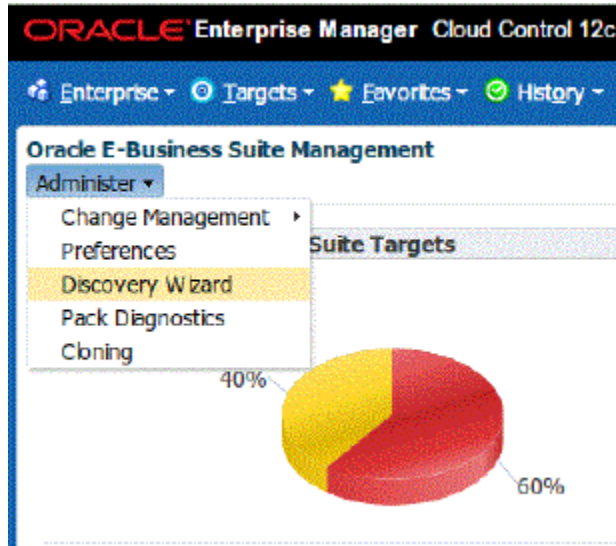 ORACLE Enterprise Manager Cloud Control 12c
Enterprise Targets Favorites History
Oracle E-Business Suite Management
Administer
Change Management
Preferences
Suite Targets
Discovery Wizard
Pack Diagnostics
Cloning
40%
60%